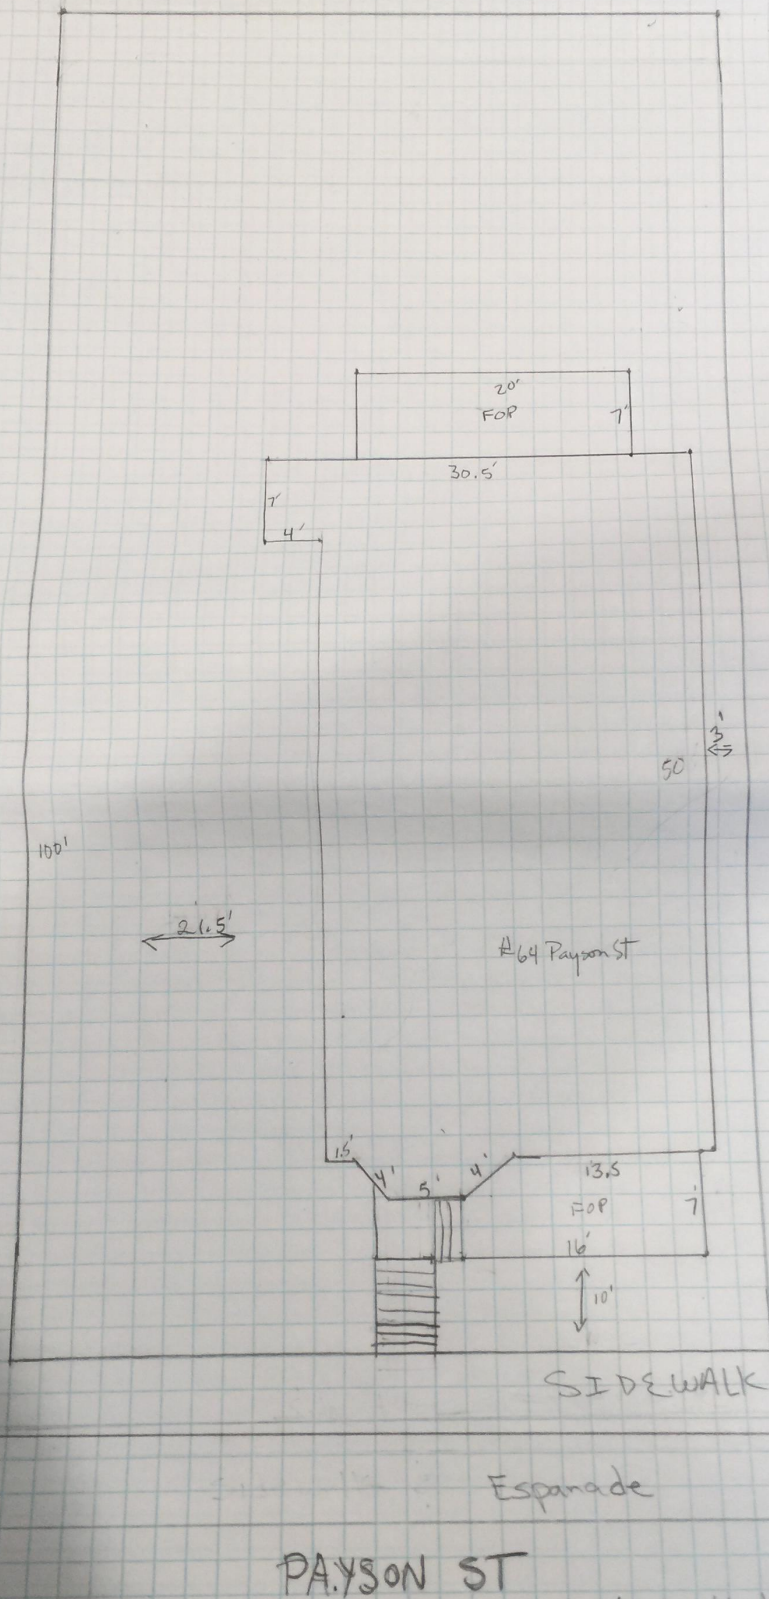 20'
FOP
7'
30.5'
7'
4'
3'
50
100'
21.5'
#64 Payson St
1.5'
4'
5'
4'
13.5
FOP
7'
16'
10'
SIDEWALK
Espanade
PAYSON ST